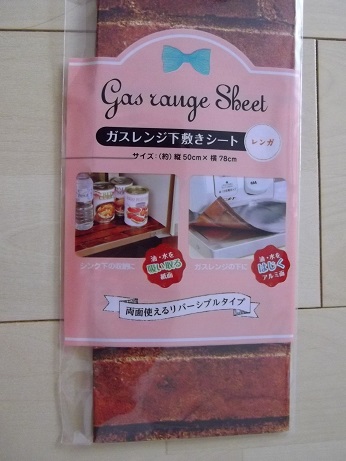 Gas range Sheet
ガスレンジ下敷きシート
レンガ
サイズ:(約)縦50cm×横78cm
シンク下の収納に
油・水を
吸い取る
紙面
ガスレンジの下に
油・水を
はじく
アルミ面
両面使えるリバーシブルタイプ